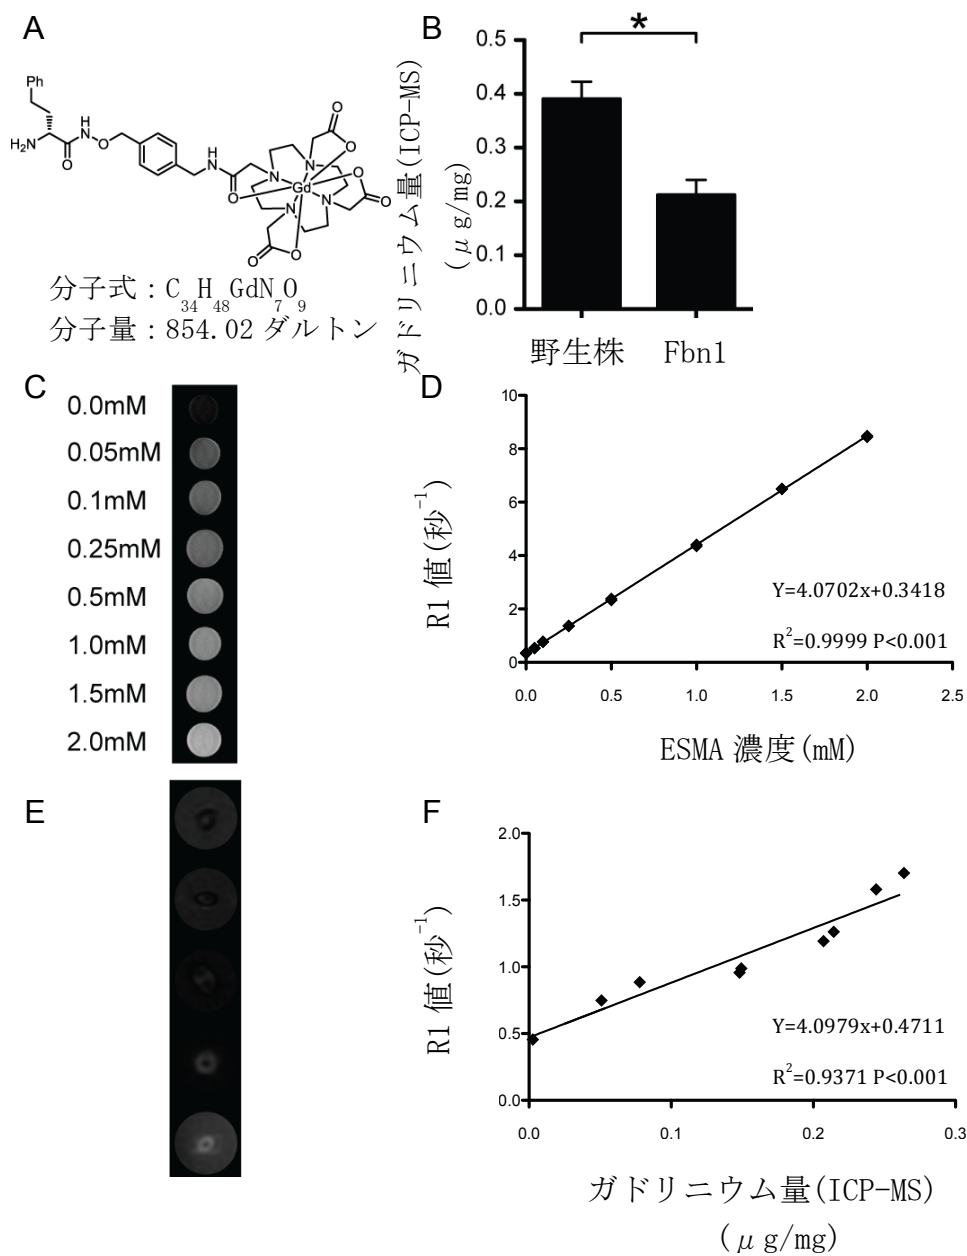 A
Ph
H2N
O
H
N
O
H
N
O
N
N
N
N
Gd
O
O
O
O
O
O
分子式：C34H48GdN7O9
分子量：854.02 ダルトン
B
ガドリニウム量(ICP-MS)
(μg/mg)
0.5
0.4
0.3
0.2
0.1
0.0
*
野生株 Fbn1
C
0.0mM
0.05mM
0.1mM
0.25mM
0.5mM
1.0mM
1.5mM
2.0mM
D
R1 値(秒-1)
10
8
6
4
2
0
Y=4.0702x+0.3418
R2=0.9999 P<0.001
0.0 0.5 1.0 1.5 2.0 2.5
ESMA 濃度(mM)
E
F
R1 値(秒-1)
2.0
1.5
1.0
0.5
0.0
Y=4.0979x+0.4711
R2=0.9371 P<0.001
0.0 0.1 0.2 0.3
ガドリニウム量(ICP-MS)
(μg/mg)